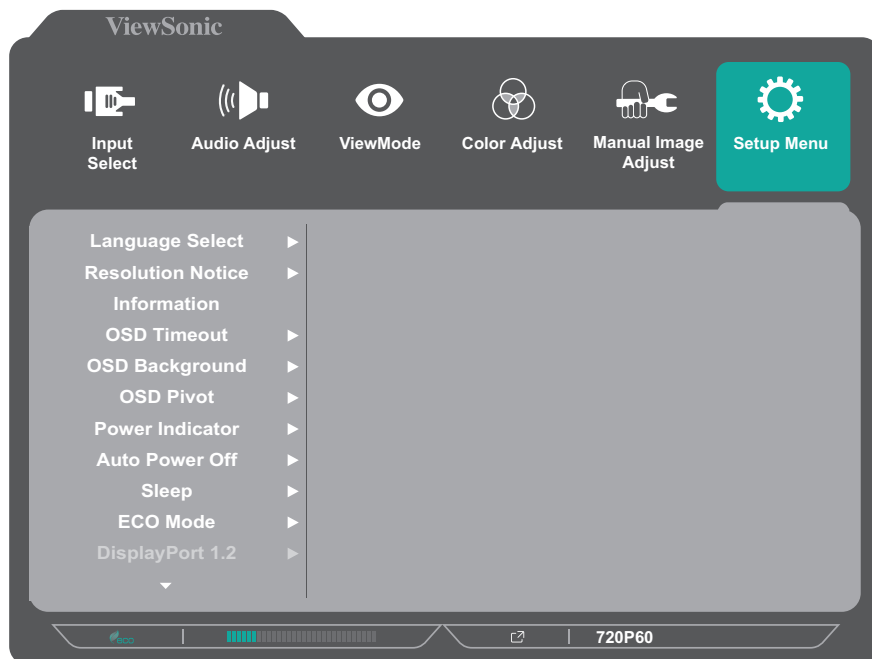 ViewSonic
Input
Select
Audio Adjust
ViewMode
Color Adjust
Manual Image
Adjust
Setup Menu
Language Select
Resolution Notice
Information
OSD Timeout
OSD Background
OSD Pivot
Power Indicator
Auto Power Off
Sleep
ECO Mode
DisplayPort 1.2
eco
720P60